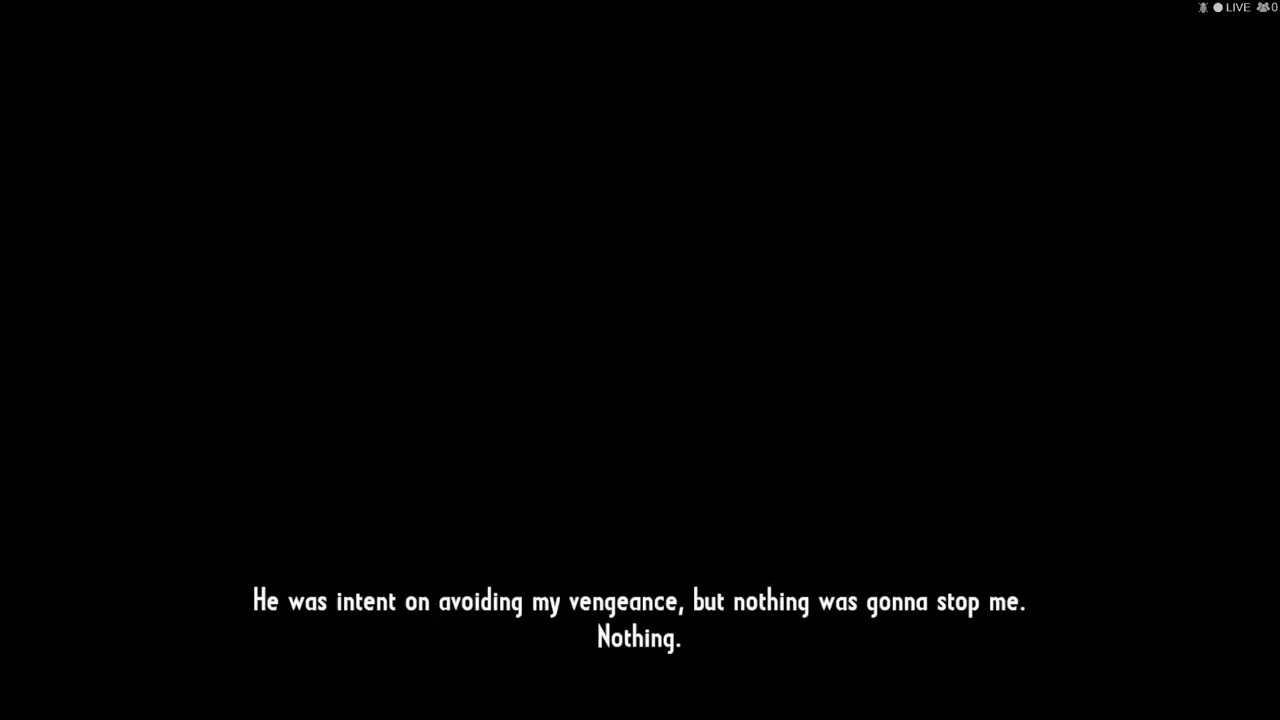 LIVE 0
He was intent on avoiding my vengeance, but nothing was gonna stop me.
Nothing.